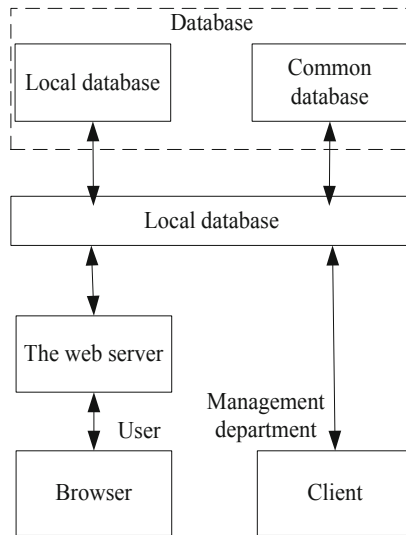 Database
Local database
Common
database
Local database
The web server
User
Management
department
Browser
Client